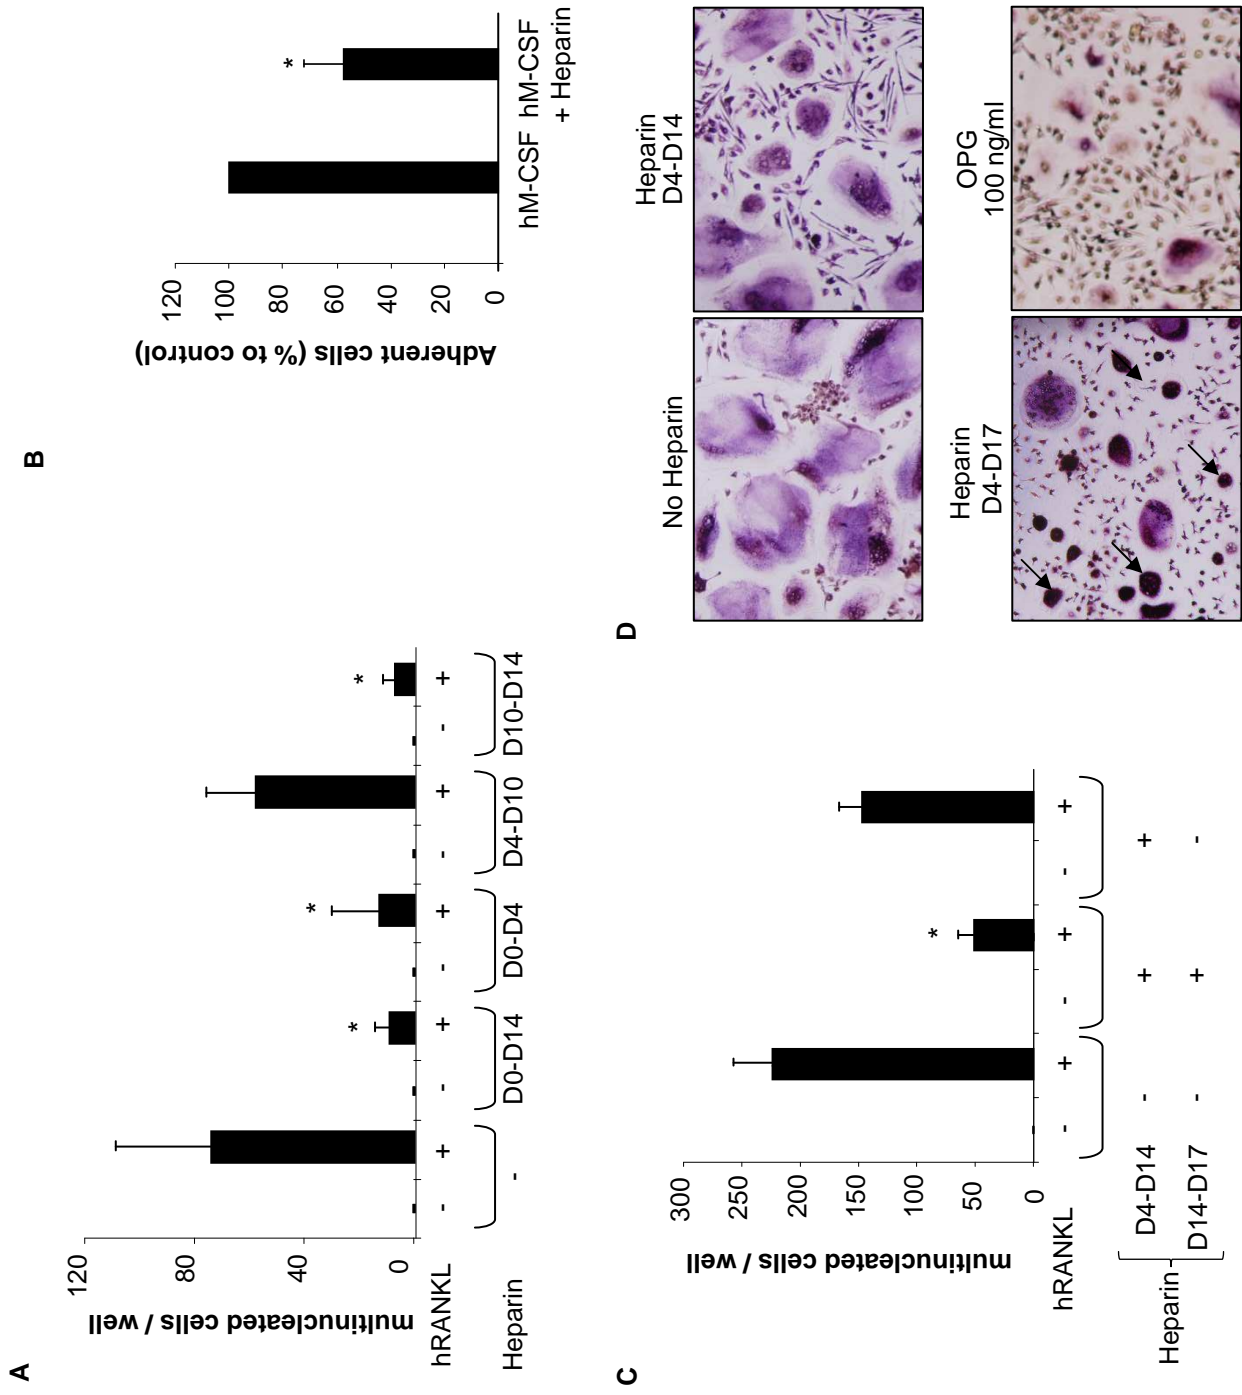 A
120
80
40
0
multinucleated cells / well
hRANKL - + - + - + - + - +
Heparin - D0-D14 D0-D4 D4-D10 D10-D14
* * *
B
120
100
80
60
40
20
0
Adherent cells (% to control)
*
hM-CSF hM-CSF
+ Heparin
C
300
250
200
150
100
50
0
multinucleated cells / well
*
hRANKL - + - + - +
Heparin
D4-D14 - + +
D14-D17 - + -
D
No Heparin
Heparin
D4-D14
Heparin
D4-D17
OPG
100 ng/ml